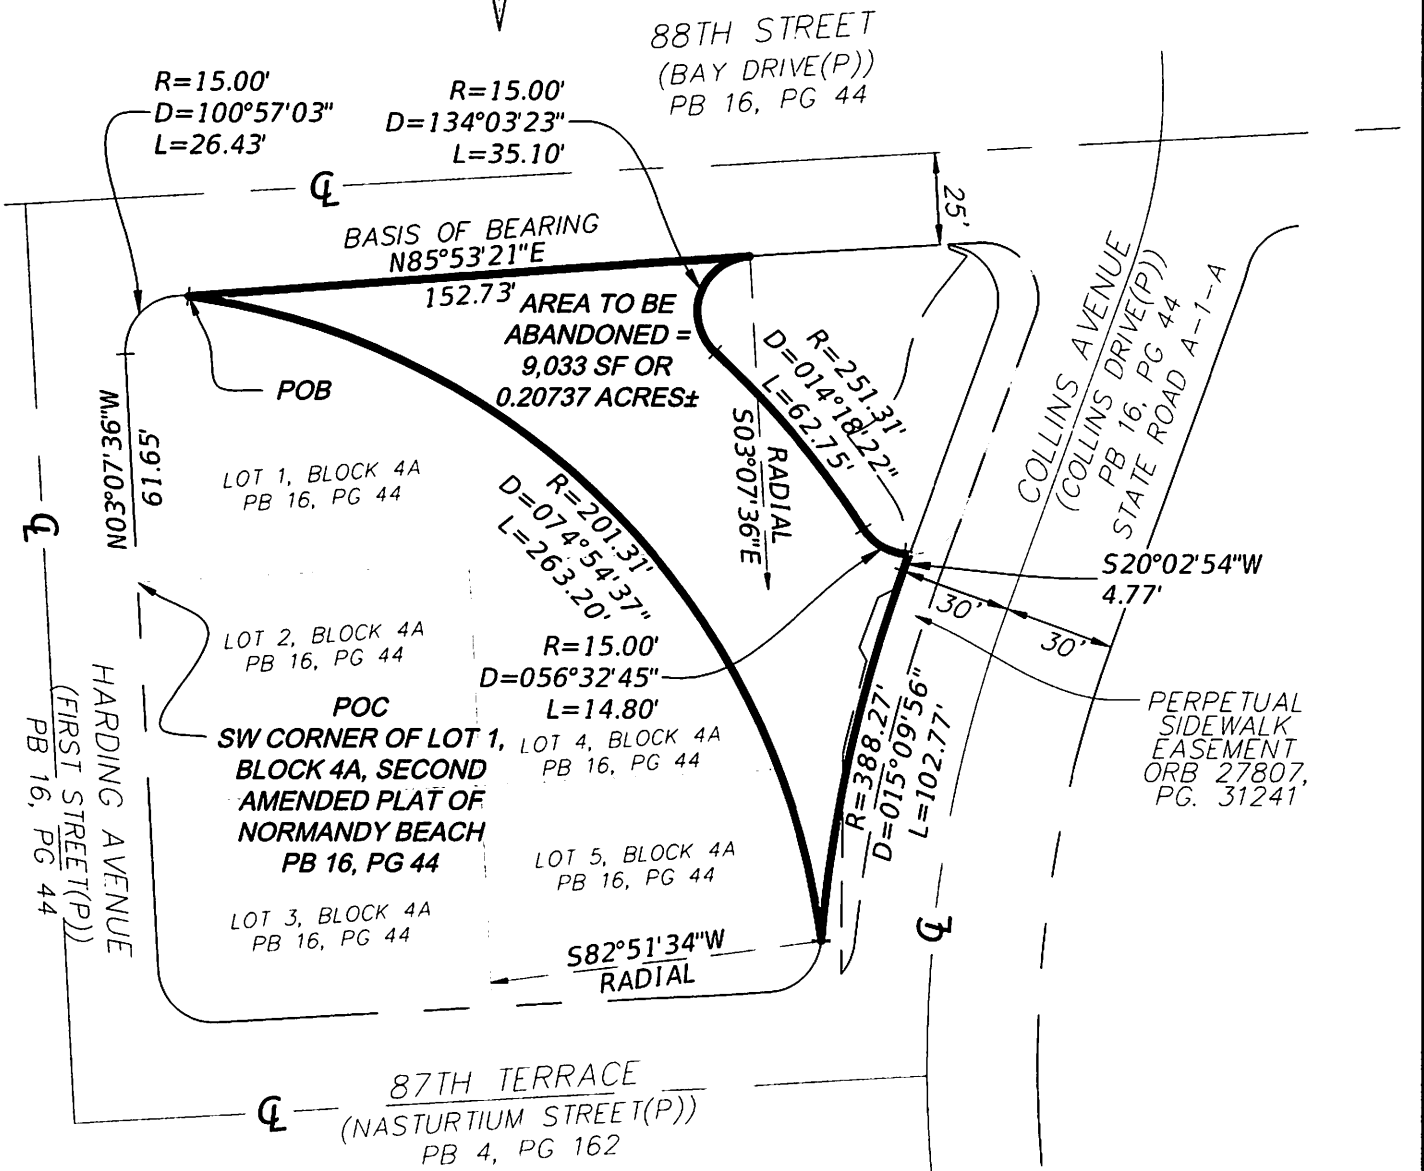 88TH STREET
(BAY DRIVE(P))
PB 16, PG 44
R=15.00'
D=100°57'03"
L=26.43'
R=15.00'
D=134°03'23"
L=35.10'
℄
25'
BASIS OF BEARING
N85°53'21"E
152.73'
AREA TO BE
ABANDONED =
9,033 SF OR
0.20737 ACRES±
POB
N03°07'36"W
61.95'
LOT 1, BLOCK 4A
PB 16, PG 44
R=251.31'
D=014°18'22"
L=62.75'
RADIAL
S03°07'36"E
COLLINS AVENUE
(COLLINS DRIVE(P))
PB 16, PG 44
STATE ROAD A-1-A
R=201.31'
D=074°54'37"
L=263.20'
℄
S20°02'54"W
4.77'
30'
30'
LOT 2, BLOCK 4A
PB 16, PG 44
R=15.00'
D=056°32'45"
L=14.80'
POC
SW CORNER OF LOT 1,
BLOCK 4A, SECOND
AMENDED PLAT OF
NORMANDY BEACH
PB 16, PG 44
LOT 4, BLOCK 4A
PB 16, PG 44
R=388.27'
D=015°09'56"
L=102.77'
PERPETUAL
SIDEWALK
EASEMENT
ORB 27807,
PG. 31241
HARDING AVENUE
(FIRST STREET(P))
PB 16, PG 44
LOT 5, BLOCK 4A
PB 16, PG 44
LOT 3, BLOCK 4A
PB 16, PG 44
S82°51'34"W
RADIAL
℄
87TH TERRACE
(NASTURTIUM STREET(P))
PB 4, PG 162
℄